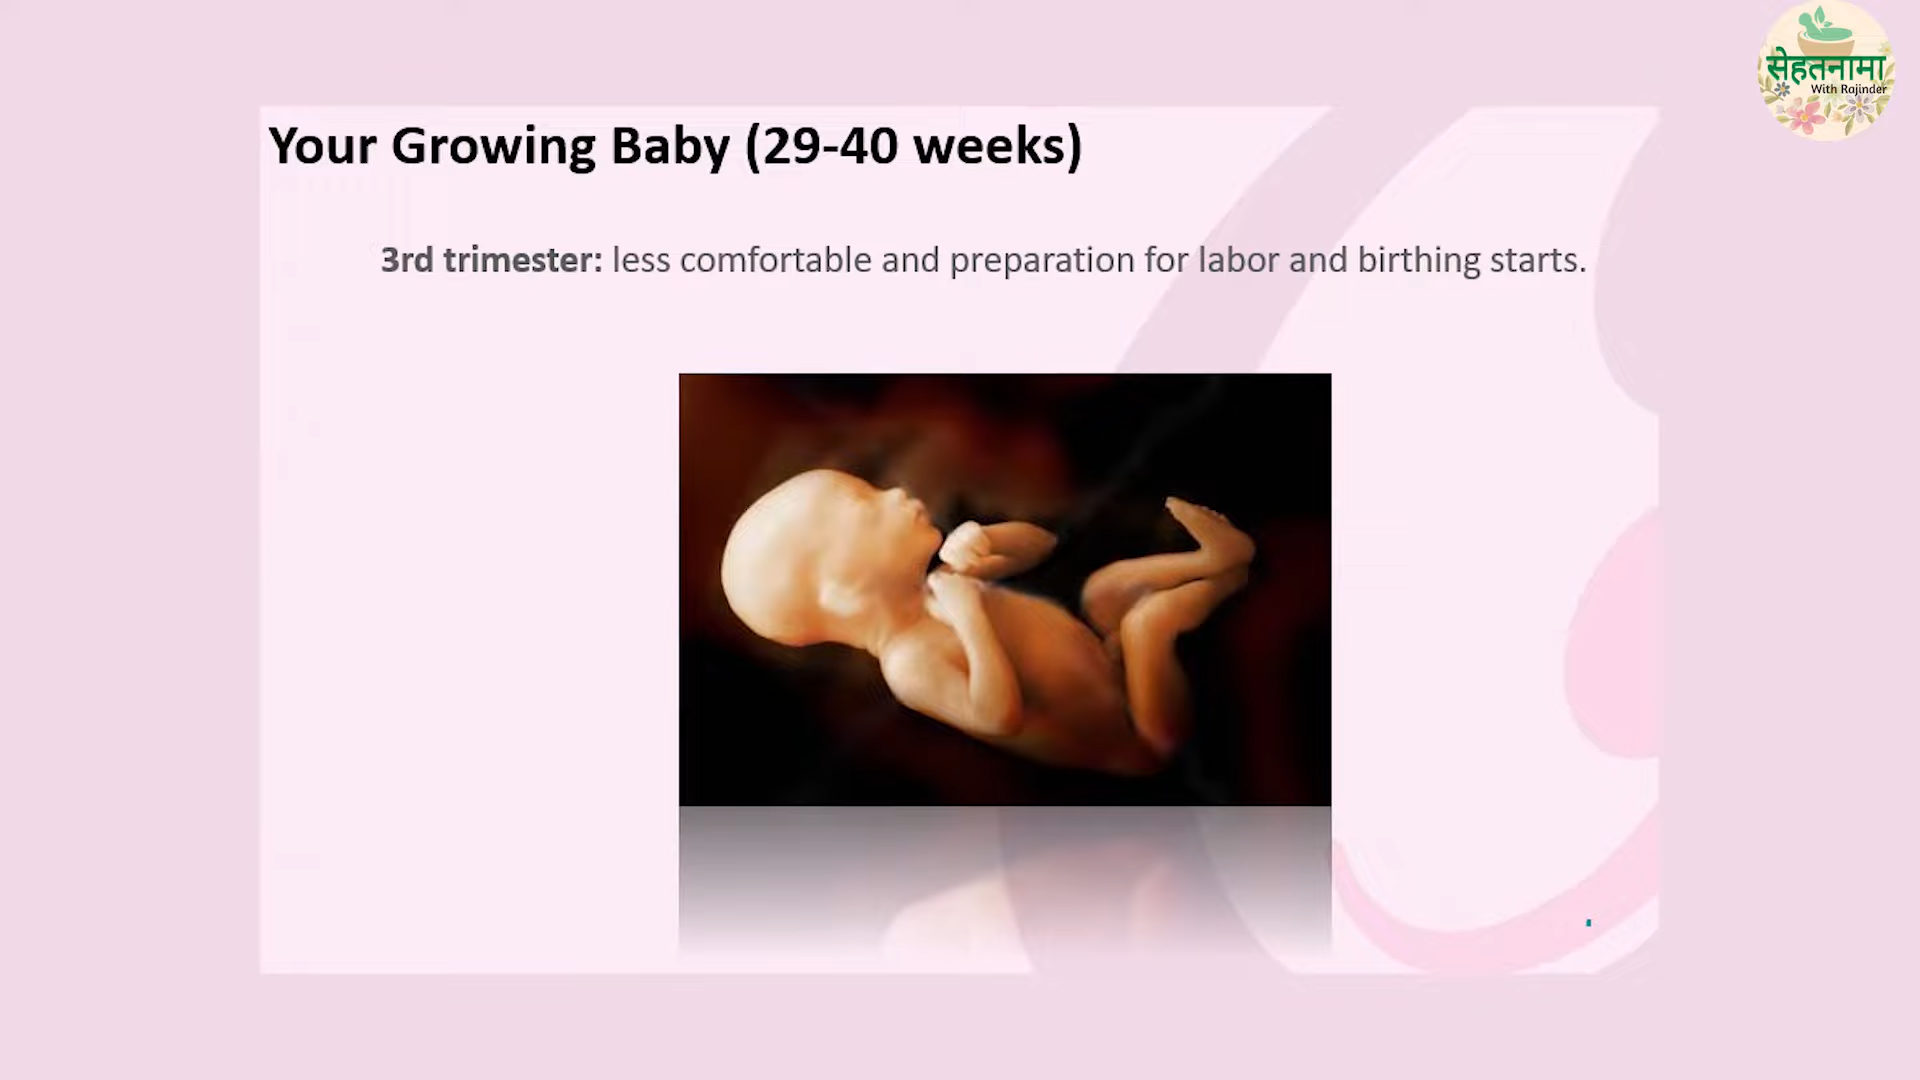 सेहतनामा
With Rajinder
Your Growing Baby (29-40 weeks)
3rd trimester: less comfortable and preparation for labor and birthing starts.